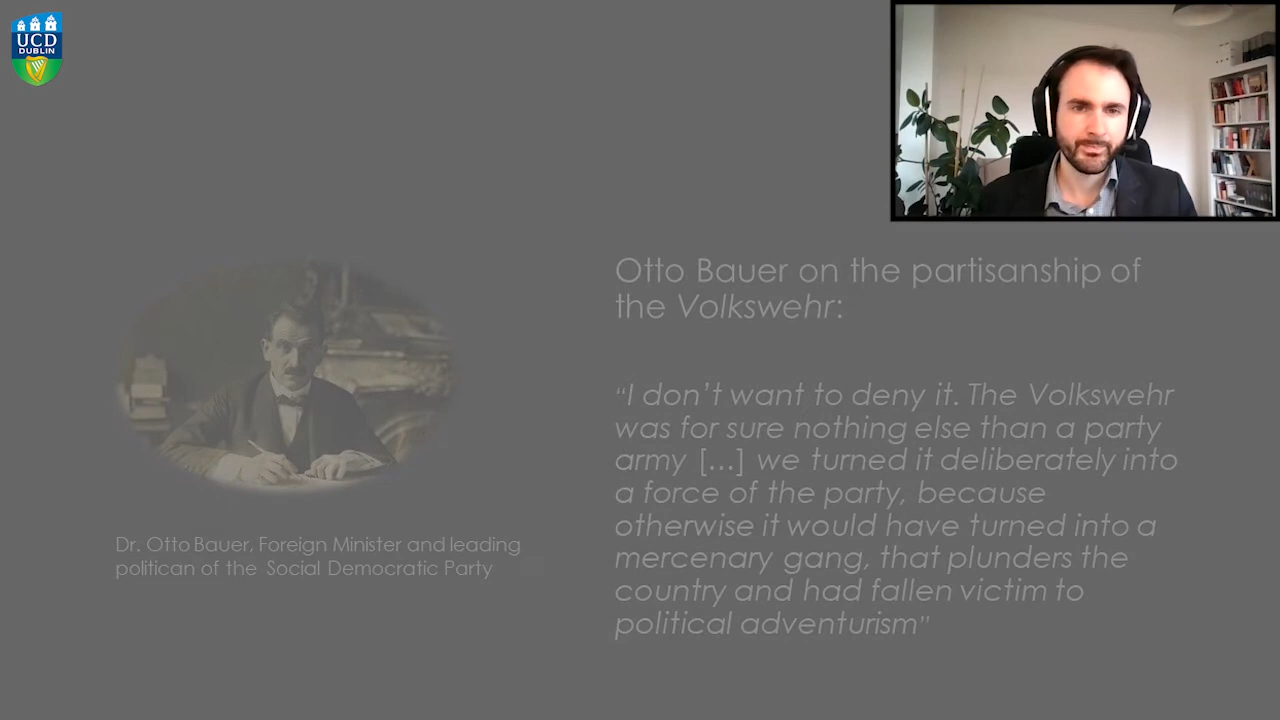 UCD
DUBLIN
Otto Bauer on the partisanship of
the Volkswehr:
“I don’t want to deny it. The Volkswehr
was for sure nothing else than a party
army […] we turned it deliberately into
a force of the party, because
otherwise it would have turned into a
mercenary gang, that plunders the
country and had fallen victim to
political adventurism”
Dr. Otto Bauer, Foreign Minister and leading
politican of the Social Democratic Party